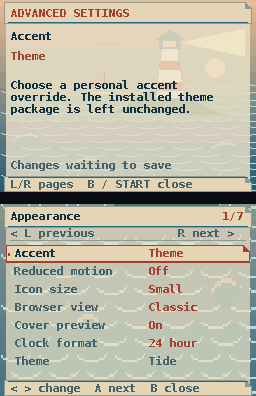 ADVANCED SETTINGS
Accent
Theme
Choose a personal accent
override. The installed theme
package is left unchanged.
Changes waiting to save
L/R pages B / START close
Appearance 1/7
< L previous R next >
Accent Theme
Reduced motion Off
Icon size Small
Browser view Classic
Cover preview On
Clock format 24 hour
Theme Tide
< > change A next B close